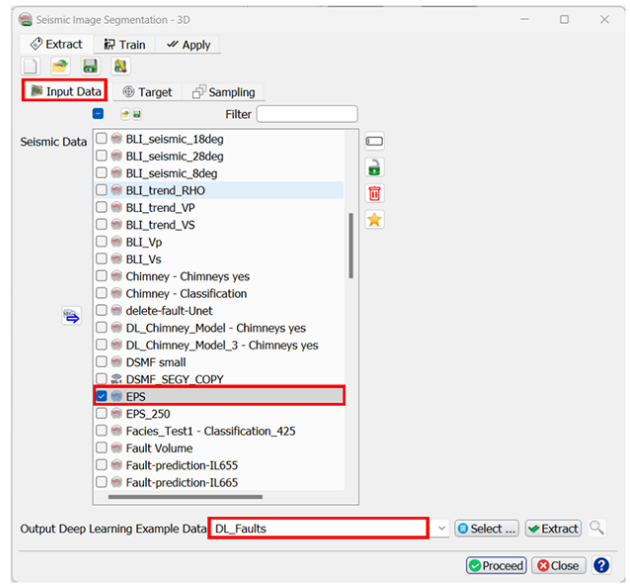 Seismic Image Segmentation - 3D
Extract Train Apply
Input Data Target Sampling
Filter
Seismic Data
BLI_seismic_18deg
BLI_seismic_28deg
BLI_seismic_8deg
BLI_trend_RHO
BLI_trend_VP
BLI_trend_VS
BLI_Vp
BLI_Vs
Chimney - Chimneys yes
Chimney - Classification
delete-fault-Unet
DL_Chimney_Model - Chimneys yes
DL_Chimney_Model_3 - Chimneys yes
DSMF small
DSMF_SEGY_COPY
EPS
EPS_250
Facies_Test1 - Classification_425
Fault Volume
Fault-prediction-IL655
Fault-prediction-IL665
Output Deep Learning Example Data DL_Faults Select ... Extract
Proceed Close ?